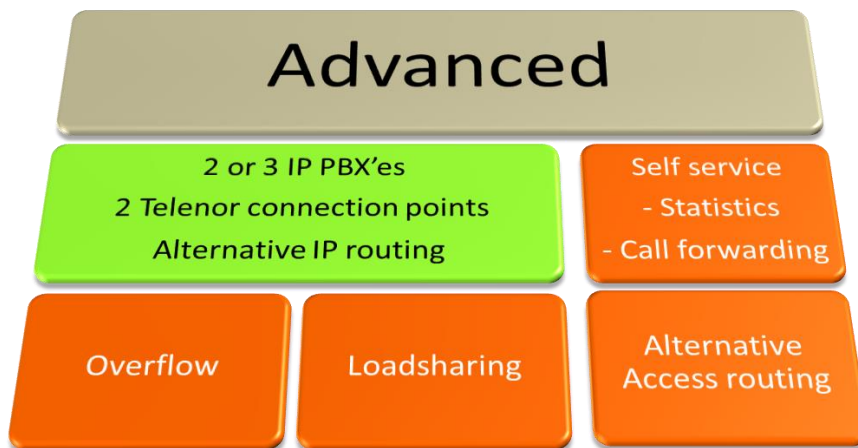 Advanced
2 or 3 IP PBX'es
2 Telenor connection points
Alternative IP routing
Self service
- Statistics
- Call forwarding
Overflow
Loadsharing
Alternative
Access routing